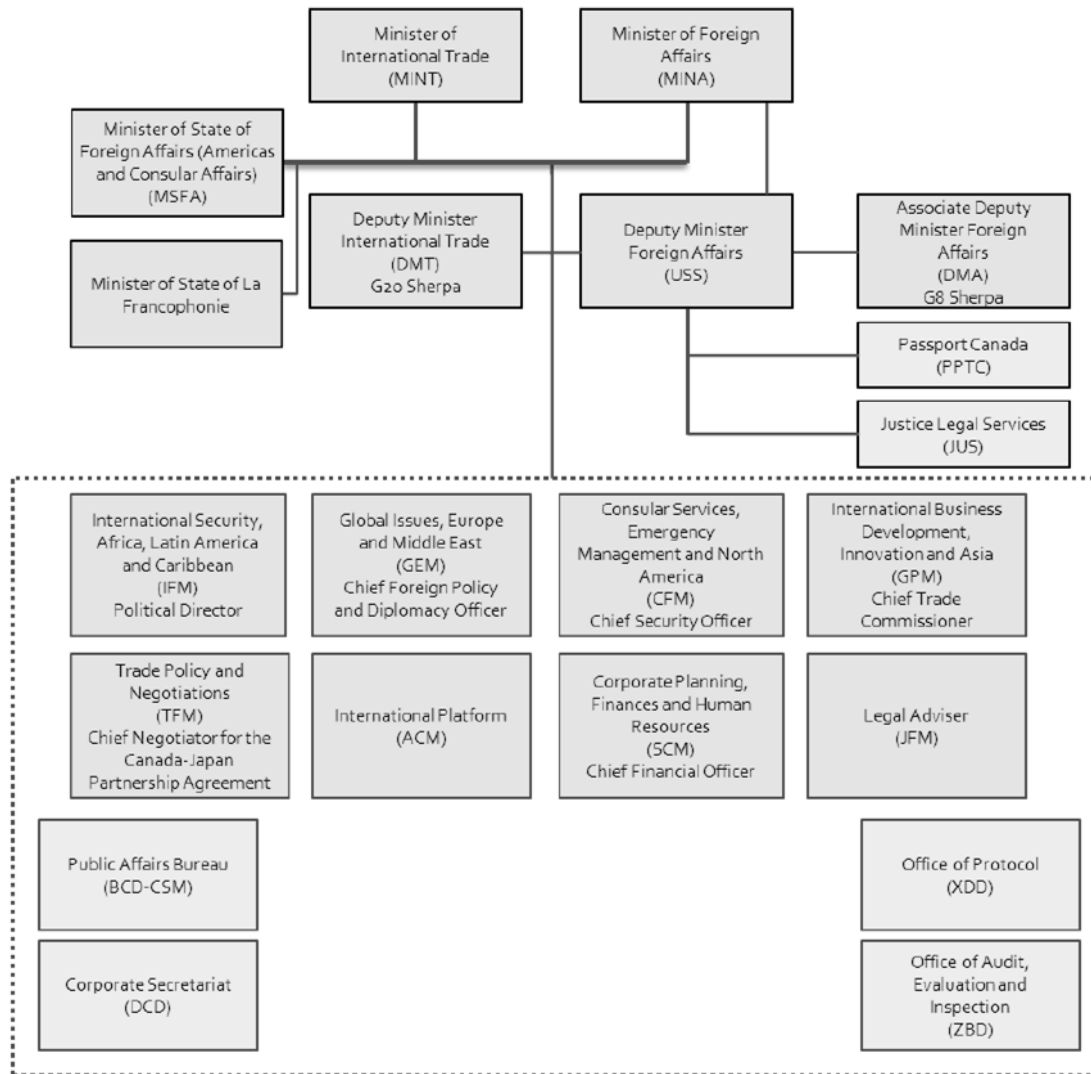 Minister of
International Trade
(MINT)
Minister of Foreign
Affairs
(MINA)
Minister of State of
Foreign Affairs (Americas
and Consular Affairs)
(MSFA)
Deputy Minister
International Trade
(DMT)
G20 Sherpa
Deputy Minister
Foreign Affairs
(USS)
Associate Deputy
Minister Foreign
Affairs
(DMA)
G8 Sherpa
Minister of State of La
Francophonie
Passport Canada
(PPTC)
Justice Legal Services
(JUS)
International Security,
Africa, Latin America
and Caribbean
(IFM)
Political Director
Global Issues, Europe
and Middle East
(GEM)
Chief Foreign Policy
and Diplomacy Officer
Consular Services,
Emergency
Management and North
America
(CFM)
Chief Security Officer
International Business
Development,
Innovation and Asia
(GPM)
Chief Trade
Commissioner
Trade Policy and
Negotiations
(TFM)
Chief Negotiator for the
Canada-Japan
Partnership Agreement
International Platform
(ACM)
Corporate Planning,
Finances and Human
Resources
(SCM)
Chief Financial Officer
Legal Adviser
(JFM)
Public Affairs Bureau
(BCD-CSM)
Office of Protocol
(XDD)
Corporate Secretariat
(DCD)
Office of Audit,
Evaluation and
Inspection
(ZBD)